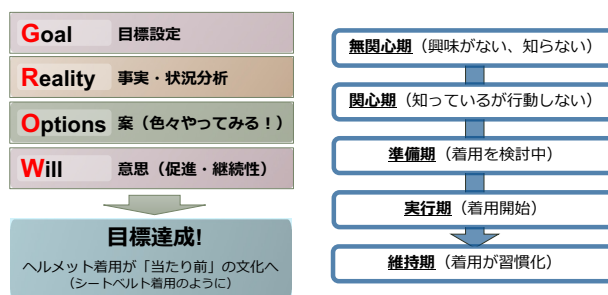 Goal 目標設定
Reality 事実・状況分析
Options 案（色々やってみる！）
Will 意思（促進・継続性）
目標達成!
ヘルメット着用が「当たり前」の文化へ
（シートベルト着用のように）
無関心期（興味がない、知らない）
関心期（知っているが行動しない）
準備期（着用を検討中）
実行期（着用開始）
維持期（着用が習慣化）